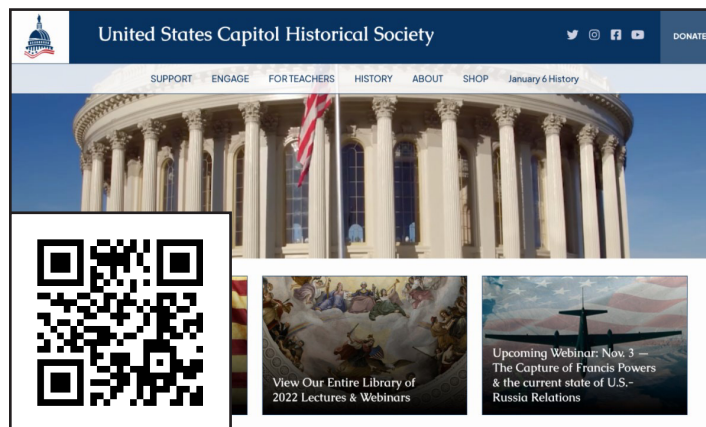 United States Capitol Historical Society
DONATE
SUPPORT ENGAGE FOR TEACHERS HISTORY ABOUT SHOP January 6 History
View Our Entire Library of
2022 Lectures & Webinars
Upcoming Webinar: Nov. 3 —
The Capture of Francis Powers
& the current state of U.S.-
Russia Relations